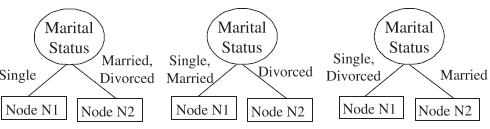 Marital
Status
Single
Married,
Divorced
Node N1
Node N2
Marital
Status
Single,
Married
Divorced
Node N1
Node N2
Marital
Status
Single,
Divorced
Married
Node N1
Node N2